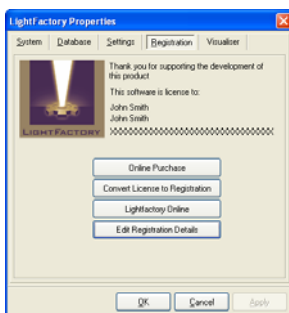 LightFactory Properties
System Database Settings Registration Visualiser
Thank you for supporting the development of
this product
This software is license to:
John Smith
John Smith
XXXXXXXXXXXXXXXXXXXXXXXXXXXXXXXX
LIGHTFACTORY
Online Purchase
Convert License to Registration
Lightfactory Online
Edit Registration Details
OK Cancel Apply